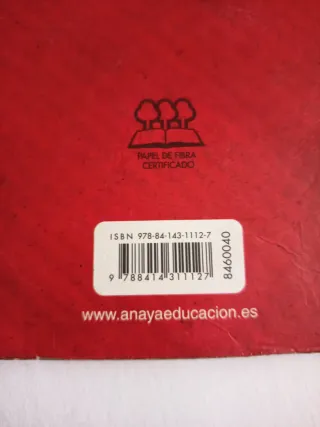 PAPEL DE FIBRA
CERTIFICADO
ISBN 978-84-143-1112-7
9 788414 311127
8460040
www.anayaeducacion.es